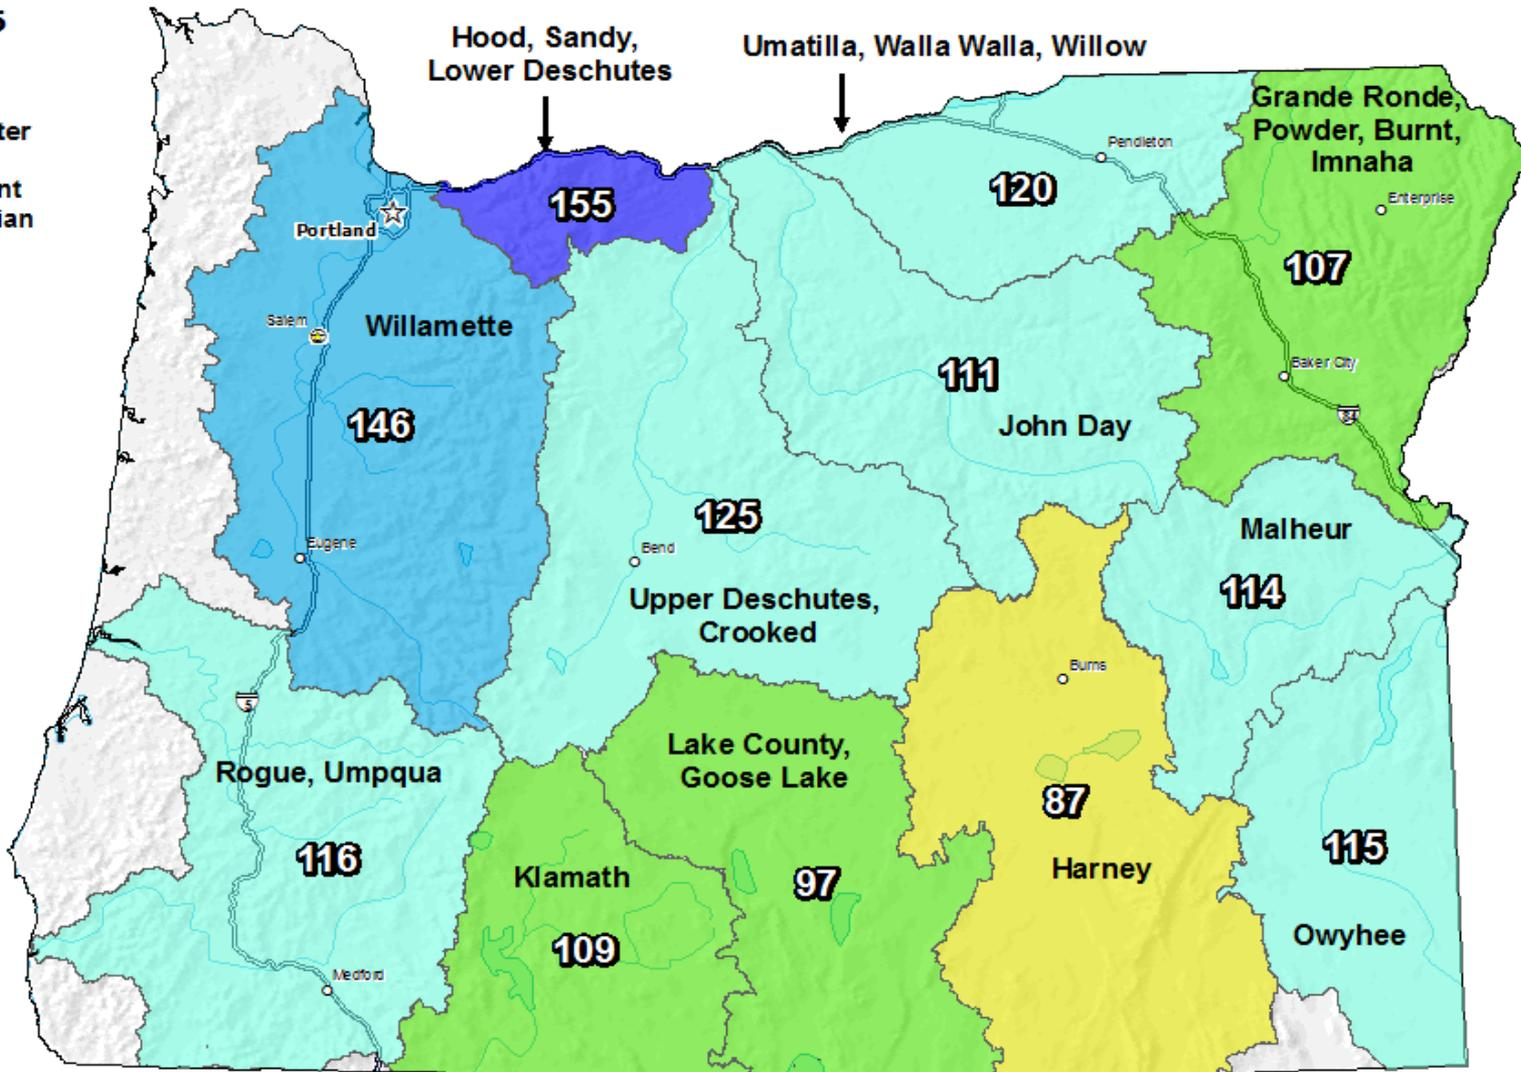 Hood, Sandy,
Lower Deschutes
Umatilla, Walla Walla, Willow
Grande Ronde,
Powder, Burnt,
Imnaha
Pendleton
155
120
Enterprise
Portland
107
Salem
Willamette
Baker City
111
146
84
John Day
125
Malheur
Eugene
Bend
114
Upper Deschutes,
Crooked
Burns
5
Lake County,
Goose Lake
Rogue, Umpqua
87
116
115
Klamath
97
Harney
109
Owyhee
Medford